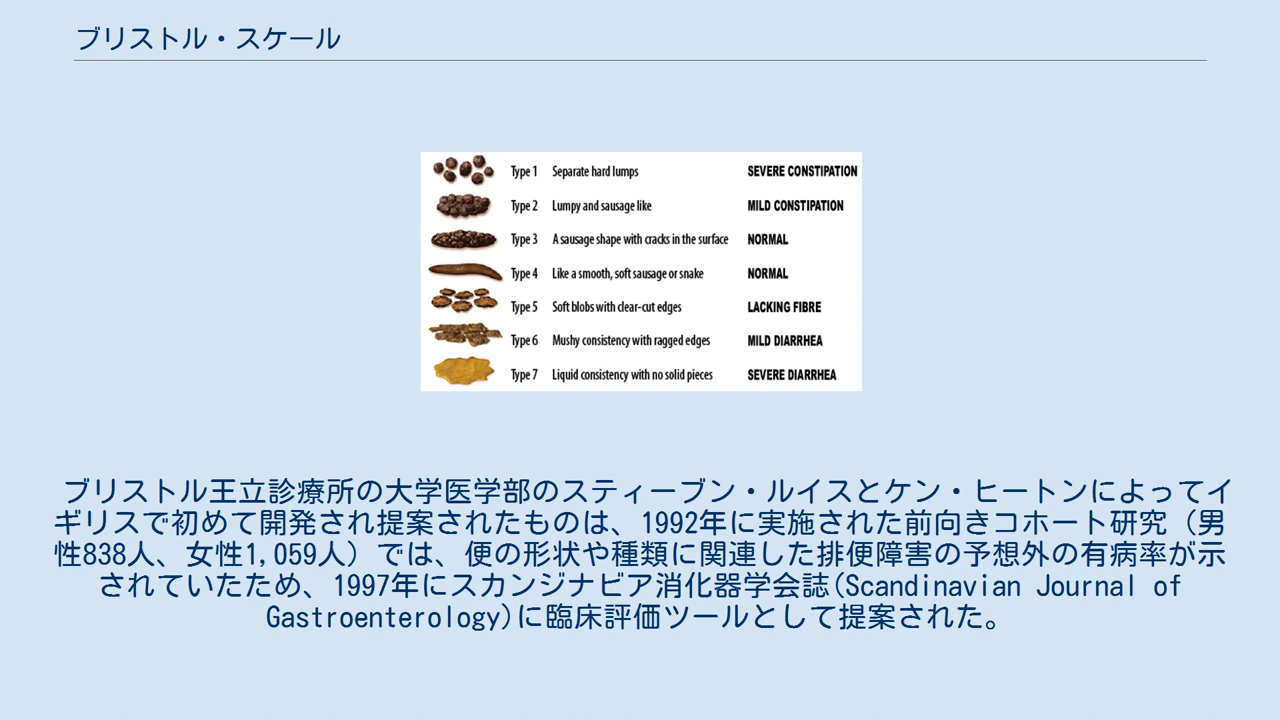 ブリストル・スケール
Type 1 Separate hard lumps SEVERE CONSTIPATION
Type 2 Lumpy and sausage like MILD CONSTIPATION
Type 3 A sausage shape with cracks in the surface NORMAL
Type 4 Like a smooth, soft sausage or snake NORMAL
Type 5 Soft blobs with clear-cut edges LACKING FIBRE
Type 6 Mushy consistency with ragged edges MILD DIARRHEA
Type 7 Liquid consistency with no solid pieces SEVERE DIARRHEA
ブリストル王立診療所の大学医学部のスティーブン・ルイスとケン・ヒートンによってイ
ギリスで初めて開発され提案されたものは、1992年に実施された前向きコホート研究（男
性838人、女性1,059人）では、便の形状や種類に関連した排便障害の予想外の有病率が示
されていたため、1997年にスカンジナビア消化器学会誌(Scandinavian Journal of
Gastroenterology)に臨床評価ツールとして提案された。